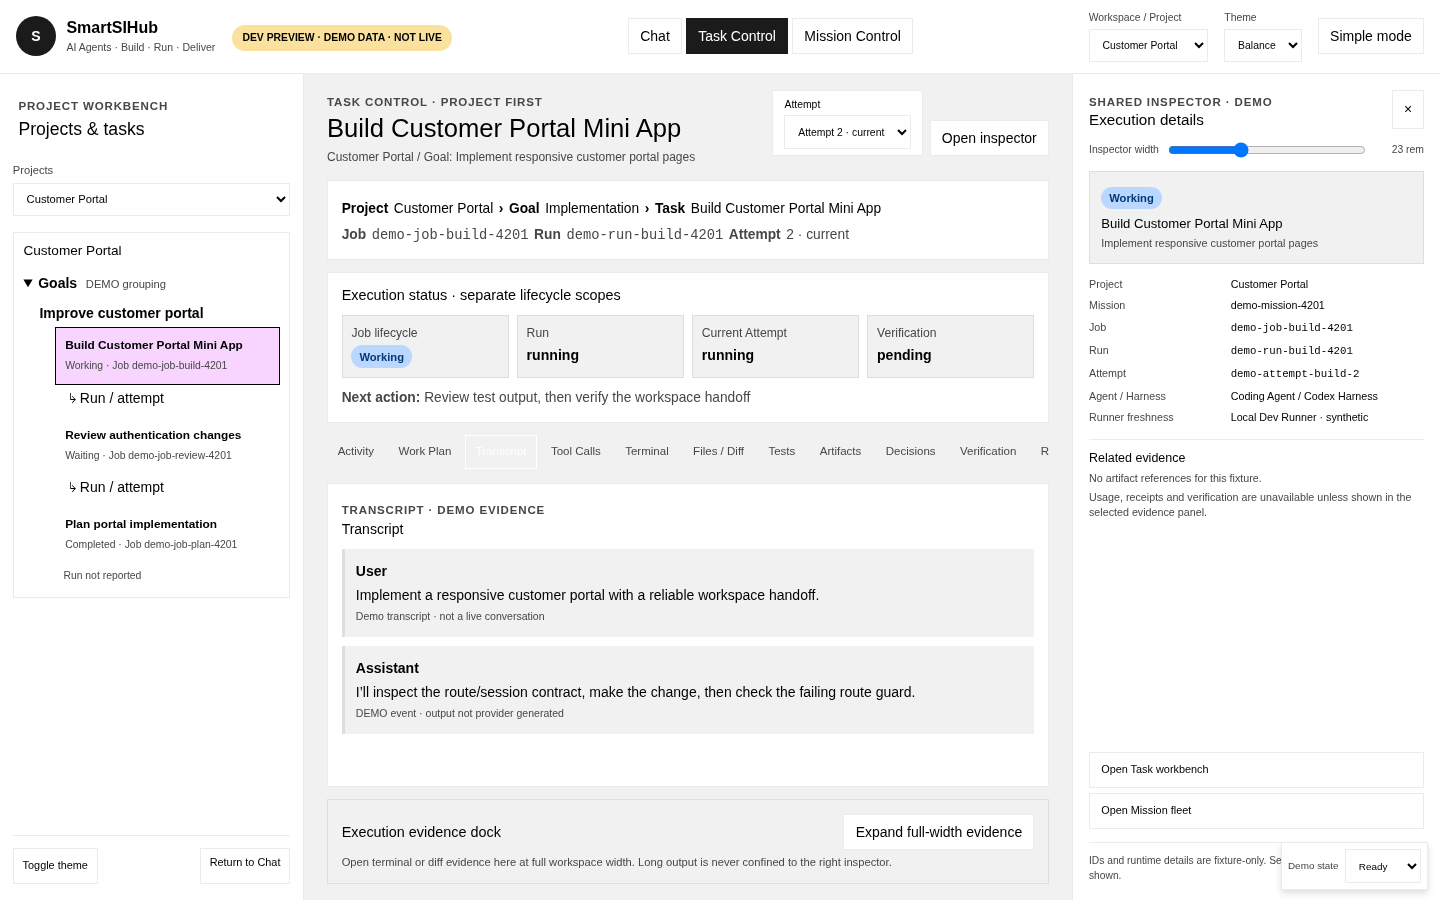 S
SmartSIHub
AI Agents · Build · Run · Deliver
DEV PREVIEW · DEMO DATA · NOT LIVE
Chat
Task Control
Mission Control
Workspace / Project
Customer Portal
Theme
Balance
Simple mode
PROJECT WORKBENCH
Projects & tasks
Projects
Customer Portal
Customer Portal
▼ Goals DEMO grouping
Improve customer portal
Build Customer Portal Mini App
Working · Job demo-job-build-4201
↳ Run / attempt
Review authentication changes
Waiting · Job demo-job-review-4201
↳ Run / attempt
Plan portal implementation
Completed · Job demo-job-plan-4201
Run not reported
Toggle theme
Return to Chat
TASK CONTROL · PROJECT FIRST
Build Customer Portal Mini App
Customer Portal / Goal: Implement responsive customer portal pages
Attempt
Attempt 2 · current
Open inspector
Project Customer Portal › Goal Implementation › Task Build Customer Portal Mini App
Job demo-job-build-4201 Run demo-run-build-4201 Attempt 2 · current
Execution status · separate lifecycle scopes
Job lifecycle
Working
Run
running
Current Attempt
running
Verification
pending
Next action: Review test output, then verify the workspace handoff
Activity Work Plan Transcript Tool Calls Terminal Files / Diff Tests Artifacts Decisions Verification R
TRANSCRIPT · DEMO EVIDENCE
Transcript
User
Implement a responsive customer portal with a reliable workspace handoff.
Demo transcript · not a live conversation
Assistant
I’ll inspect the route/session contract, make the change, then check the failing route guard.
DEMO event · output not provider generated
Execution evidence dock
Expand full-width evidence
Open terminal or diff evidence here at full workspace width. Long output is never confined to the right inspector.
SHARED INSPECTOR · DEMO
Execution details
×
Inspector width 23 rem
Working
Build Customer Portal Mini App
Implement responsive customer portal pages
Project Customer Portal
Mission demo-mission-4201
Job demo-job-build-4201
Run demo-run-build-4201
Attempt demo-attempt-build-2
Agent / Harness Coding Agent / Codex Harness
Runner freshness Local Dev Runner · synthetic
Related evidence
No artifact references for this fixture.
Usage, receipts and verification are unavailable unless shown in the
selected evidence panel.
Open Task workbench
Open Mission fleet
IDs and runtime details are fixture-only. Se
shown.
Demo state
Ready